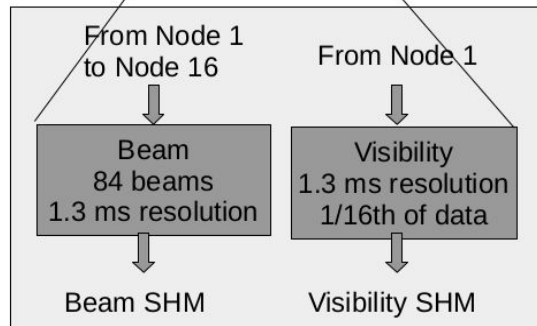 From Node 1
to Node 16
From Node 1
Beam
84 beams
1.3 ms resolution
Visibility
1.3 ms resolution
1/16th of data
Beam SHM
Visibility SHM